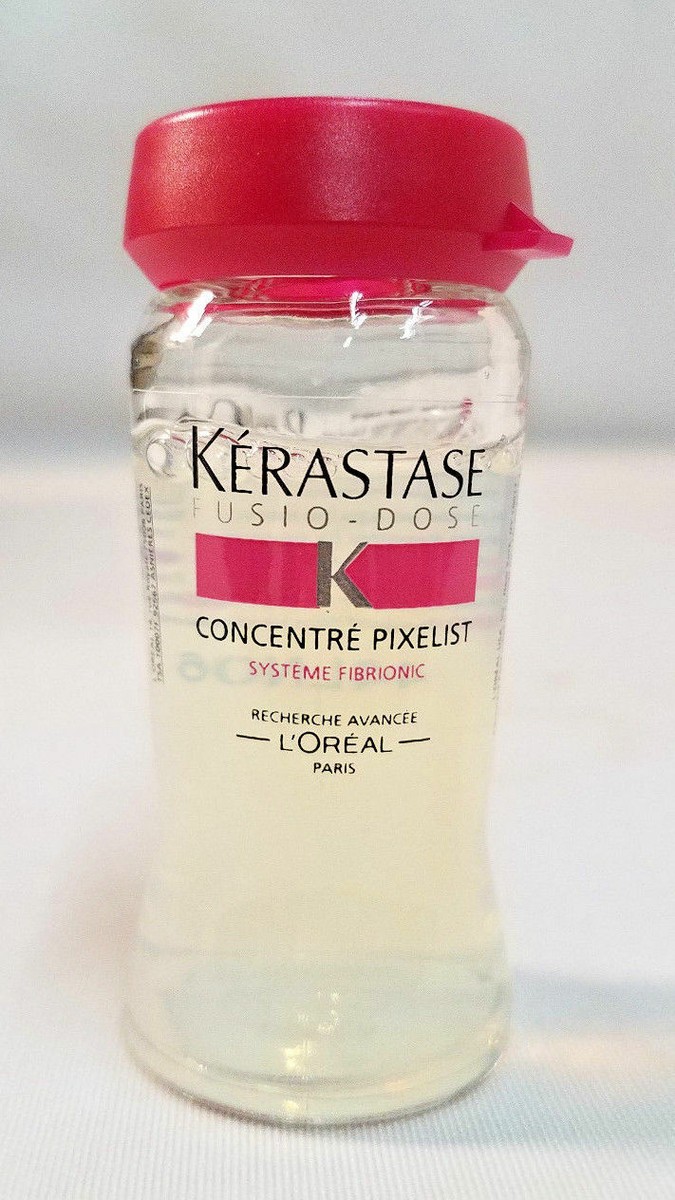 KÉRASTASE
FUSIO-DOSE
K
CONCENTRÉ PIXELIST
SYSTÈME FIBRIONIC
RECHERCHE AVANCÉE
L'ORÉAL
PARIS